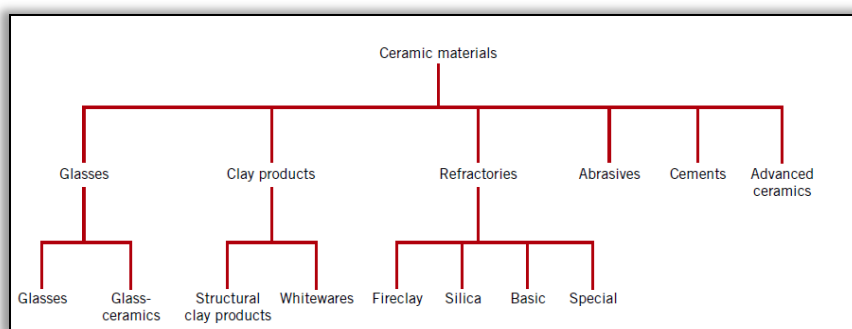 Ceramic materials
Glasses
Clay products
Refractories
Abrasives
Cements
Advanced
ceramics
Glasses
Glass-
ceramics
Structural
clay products
Whitewares
Fireclay
Silica
Basic
Special